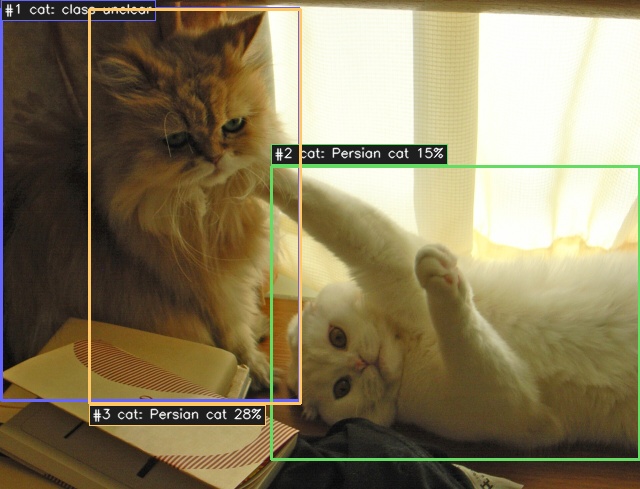 #1 cat: class unclear
#2 cat: Persian cat 15%
#3 cat: Persian cat 28%